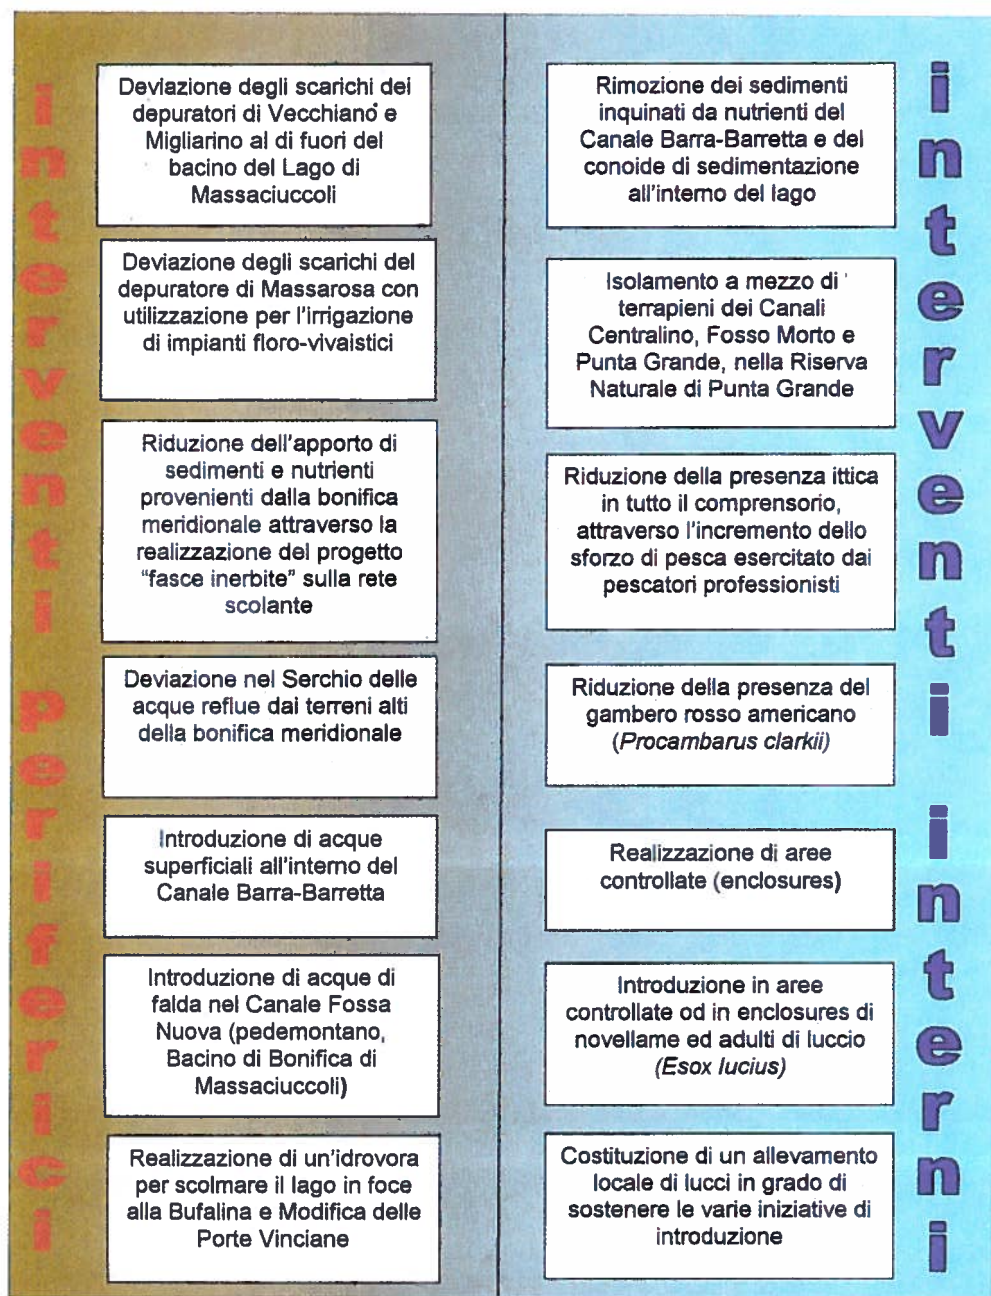 interventi periferici
Deviazione degli scarichi dei
depuratori di Vecchiano e
Migliarino al di fuori del
bacino del Lago di
Massaciuccoli
Deviazione degli scarichi del
depuratore di Massarosa con
utilizzazione per l'irrigazione
di impianti floro-vivaistici
Riduzione dell'apporto di
sedimenti e nutrienti
provenienti dalla bonifica
meridionale attraverso la
realizzazione del progetto
"fasce inerbite" sulla rete
scolante
Deviazione nel Serchio delle
acque reflue dai terreni alti
della bonifica meridionale
Introduzione di acque
superficiali all'interno del
Canale Barra-Barretta
Introduzione di acque di
falda nel Canale Fossa
Nuova (pedemontano,
Bacino di Bonifica di
Massaciuccoli)
Realizzazione di un'idrovora
per scolmare il lago in foce
alla Bufalina e Modifica delle
Porte Vinciane
Rimozione dei sedimenti
inquinati da nutrienti del
Canale Barra-Barretta e del
conoide di sedimentazione
all'interno del lago
Isolamento a mezzo di
terrapieni dei Canali
Centralino, Fosso Morto e
Punta Grande, nella Riserva
Naturale di Punta Grande
Riduzione della presenza ittica
in tutto il comprensorio,
attraverso l'incremento dello
sforzo di pesca esercitato dai
pescatori professionisti
Riduzione della presenza del
gambero rosso americano
(Procambarus clarkii)
Realizzazione di aree
controllate (enclosures)
Introduzione in aree
controllate od in enclosures di
novellame ed adulti di luccio
(Esox lucius)
Costituzione di un allevamento
locale di lucci in grado di
sostenere le varie iniziative di
introduzione
interventi interni